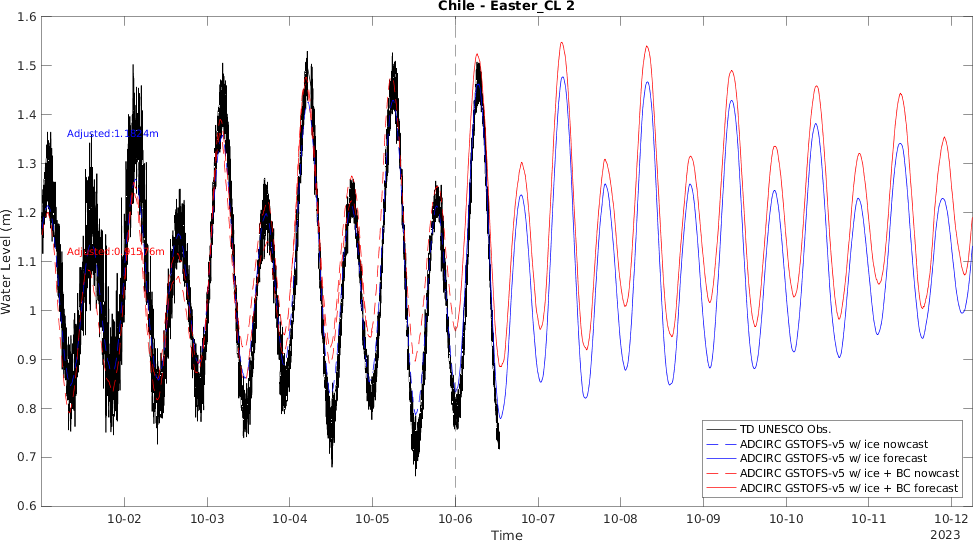 Chile - Easter_CL 2
1.6
1.5
1.4
1.3
1.2
1.1
1
0.9
0.8
0.7
0.6
Water Level (m)
10-02
10-03
10-04
10-05
10-06
10-07
10-08
10-09
10-10
10-11
10-12
2023
Time
TD UNESCO Obs.
ADCIRC GSTOFS-v5 w/ ice nowcast
ADCIRC GSTOFS-v5 w/ ice forecast
ADCIRC GSTOFS-v5 w/ ice + BC nowcast
ADCIRC GSTOFS-v5 w/ ice + BC forecast